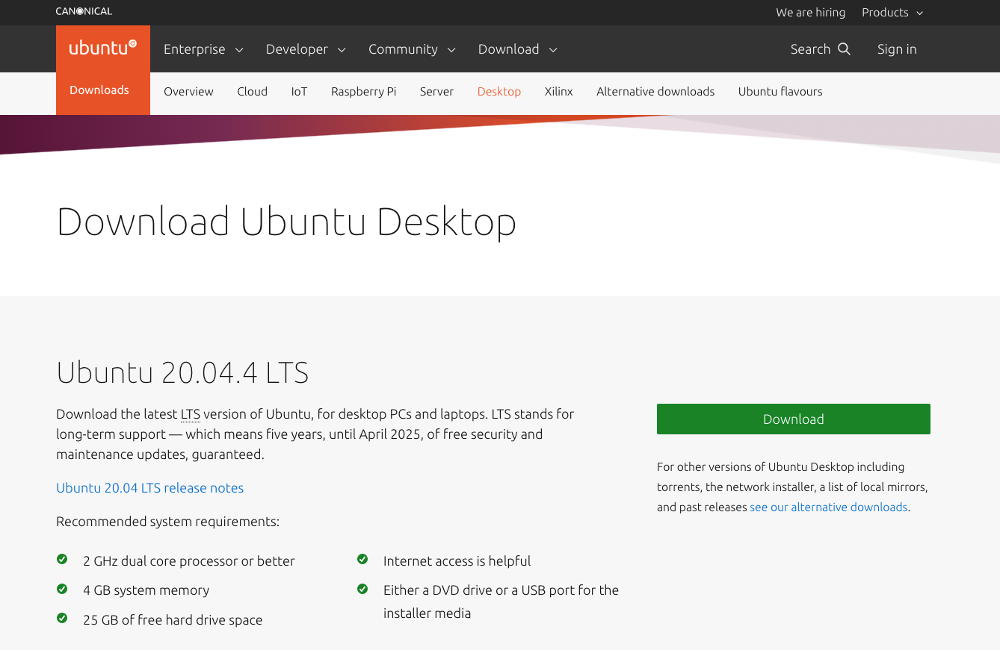 CANONICAL
We are hiring
Products
ubuntu
Enterprise
Developer
Community
Download
Search
Sign in
Downloads
Overview
Cloud
IoT
Raspberry Pi
Server
Desktop
Xilinx
Alternative downloads
Ubuntu flavours
Download Ubuntu Desktop
Ubuntu 20.04.4 LTS
Download the latest LTS version of Ubuntu, for desktop PCs and laptops. LTS stands for
long-term support — which means five years, until April 2025, of free security and
maintenance updates, guaranteed.
Ubuntu 20.04 LTS release notes
Recommended system requirements:
2 GHz dual core processor or better
4 GB system memory
25 GB of free hard drive space
Internet access is helpful
Either a DVD drive or a USB port for the
installer media
Download
For other versions of Ubuntu Desktop including
torrents, the network installer, a list of local mirrors,
and past releases see our alternative downloads.